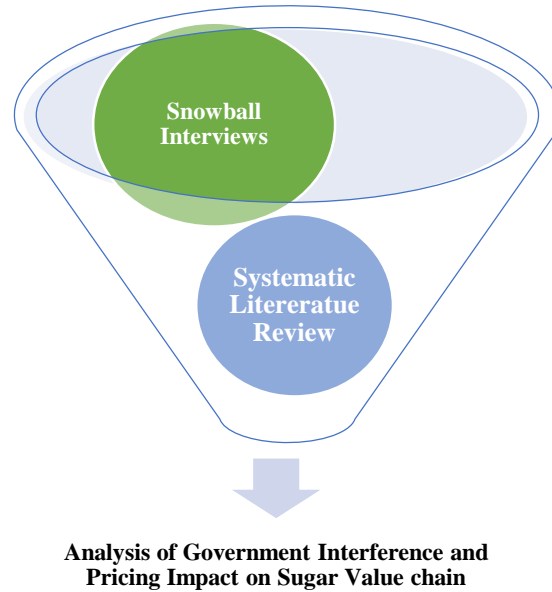 Snowball
Interviews
Systematic
Litereratue
Review
Analysis of Government Interference and
Pricing Impact on Sugar Value chain